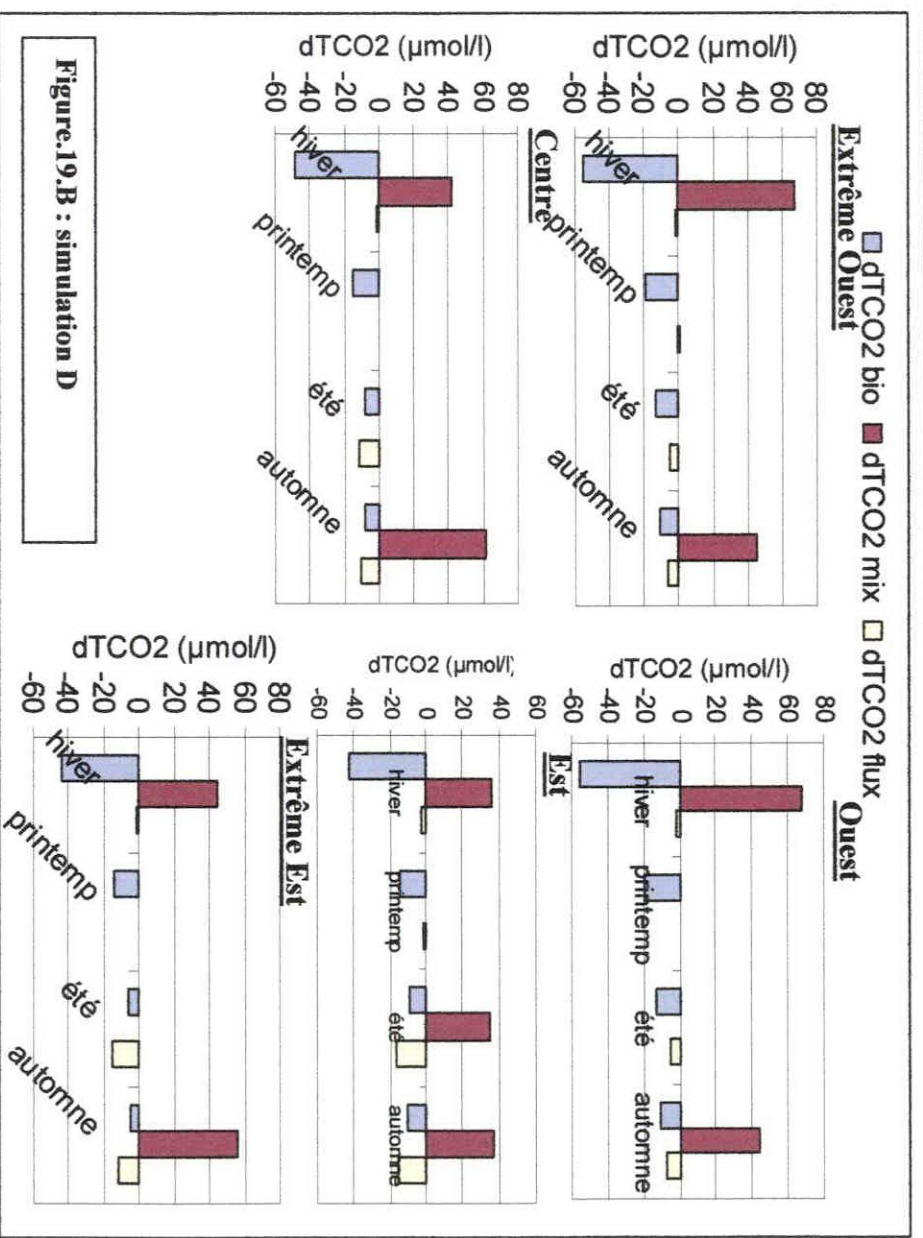 dTCO2 bio dTCO2 mix dTCO2 flux
Extrême Ouest
dTCO2 (µmol/l)
80
60
40
20
0
-20
-40
-60
hiver
printemp
été
automne
Ouest
dTCO2 (µmol/l)
80
60
40
20
0
-20
-40
-60
hiver
printemp
été
automne
Centre
dTCO2 (µmol/l)
80
60
40
20
0
-20
-40
-60
hiver
printemp
été
automne
Est
dTCO2 (µmol/l)
60
40
20
0
-20
-40
-60
hiver
printemp
été
automne
Extrême Est
dTCO2 (µmol/l)
80
60
40
20
0
-20
-40
-60
hiver
printemp
été
automne
Figure.19.B : simulation D